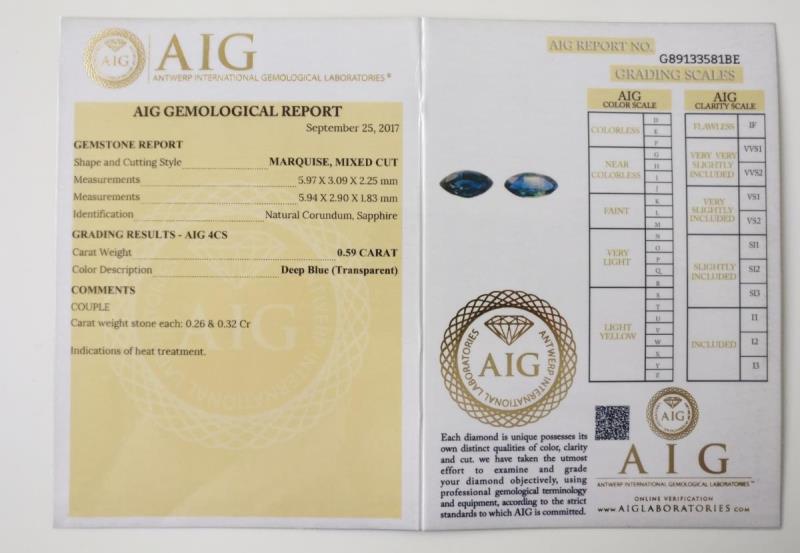 AIG
AIG
ANTWERP INTERNATIONAL GEMOLOGICAL LABORATORIES®
AIG GEMOLOGICAL REPORT
September 25, 2017
GEMSTONE REPORT
Shape and Cutting Style MARQUISE, MIXED CUT
Measurements 5.97 X 3.09 X 2.25 mm
Measurements 5.94 X 2.90 X 1.83 mm
Identification Natural Corundum, Sapphire
GRADING RESULTS - AIG 4CS
Carat Weight 0.59 CARAT
Color Description Deep Blue (Transparent)
COMMENTS
COUPLE
Carat weight stone each: 0.26 & 0.32 Cr
Indications of heat treatment.
AIG
AIG REPORT NO. G89133581BE
GRADING SCALES
AIG
COLOR SCALE
COLORLESS
D
E
F
NEAR
COLORLESS
G
H
I
J
FAINT
K
L
M
VERY
LIGHT
N
O
P
Q
R
LIGHT
YELLOW
S
T
U
V
W
X
Y
Z
AIG
CLARITY SCALE
FLAWLESS
IF
VERY VERY
SLIGHTLY
INCLUDED
VVS1
VVS2
VERY
SLIGHTLY
INCLUDED
VS1
VS2
SLIGHTLY
INCLUDED
SI1
SI2
SI3
INCLUDED
I1
I2
I3
ANTWERP INTERNATIONAL GEMOLOGICAL LABORATORIES
AIG
Each diamond is unique possesses its
own distinct qualities of color, clarity
and cut. we have taken the utmost
effort to examine and grade
your diamond objectively, using
professional gemological terminology
and equipment, according to the strict
standards to which AIG is committed.
AIG
AIG
ANTWERP INTERNATIONAL GEMOLOGICAL LABORATORIES™
ONLINE VERIFICATION
WWW.AIGLABORATORIES.COM